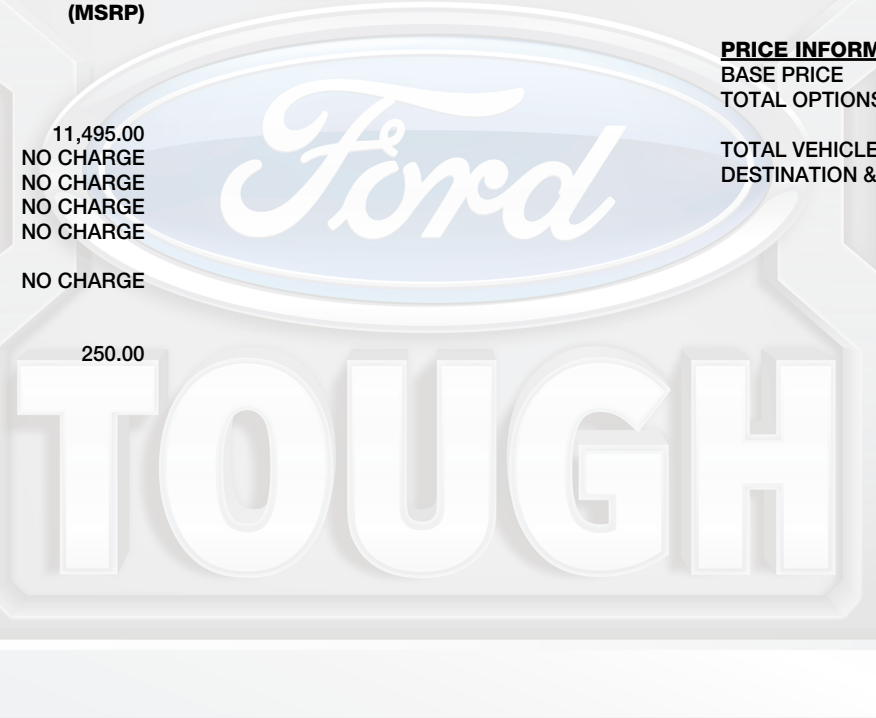 (MSRP)
11,495.00
NO CHARGE
NO CHARGE
NO CHARGE
NO CHARGE
NO CHARGE
250.00
PRICE INFORM
BASE PRICE
TOTAL OPTIONS
TOTAL VEHICLE
DESTINATION &
Ford
TOUGH